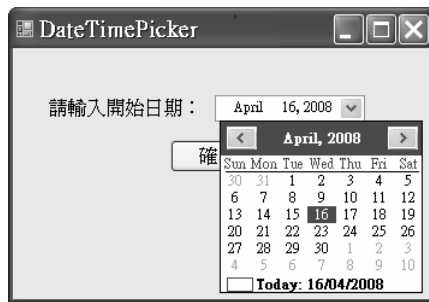 DateTimePicker
請輸入開始日期： April 16, 2008
確
April, 2008
Sun Mon Tue Wed Thu Fri Sat
30 31 1 2 3 4 5
6 7 8 9 10 11 12
13 14 15 16 17 18 19
20 21 22 23 24 25 26
27 28 29 30 1 2 3
4 5 6 7 8 9 10
Today: 16/04/2008